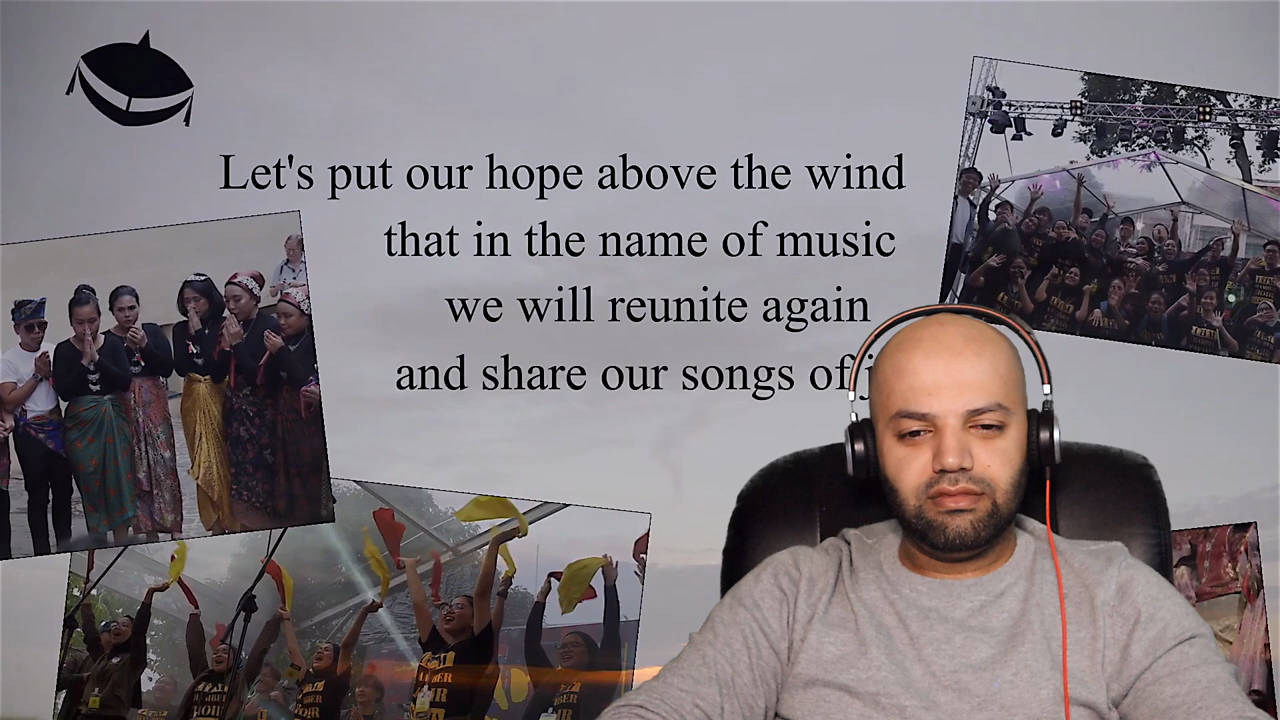 Let's put our hope above the wind
that in the name of music
we will reunite again
and share our songs of